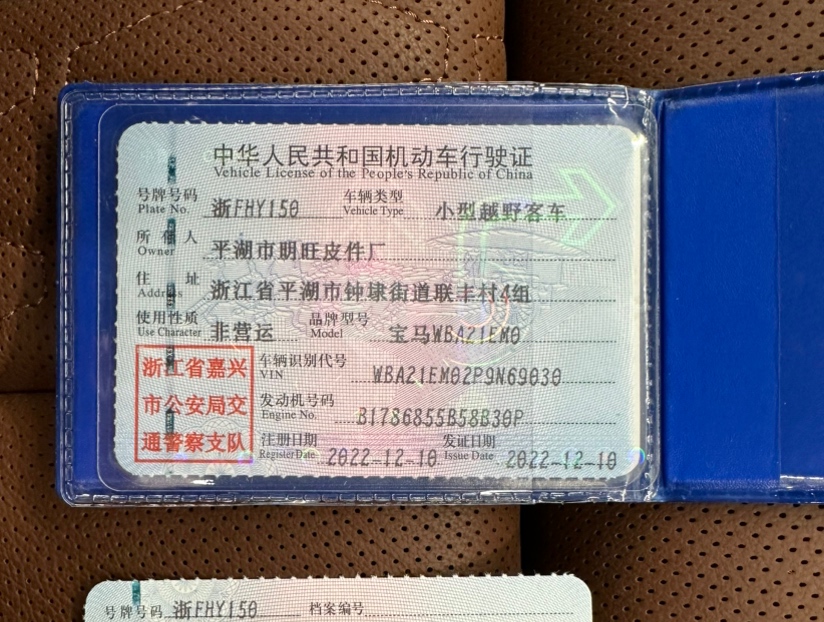 中华人民共和国机动车行驶证
Vehicle License of the People's Republic of China
号牌号码 浙FHY150 车辆类型 小型越野客车
Plate No. Vehicle Type
所有人 平湖市明旺皮件厂
Owner
住址 浙江省平湖市钟埭街道联丰村4组
Address
使用性质 非营运 品牌型号 宝马WBA21EM0
Use Character Model
浙江省嘉兴
市公安局交
通警察支队
车辆识别代号 WBA21EM02P9N69030
VIN
发动机号码 B1786855B58B30P
Engine No.
注册日期 2022-12-10 发证日期 2022-12-10
Register Date Issue Date
号牌号码 浙FHY150 档案编号